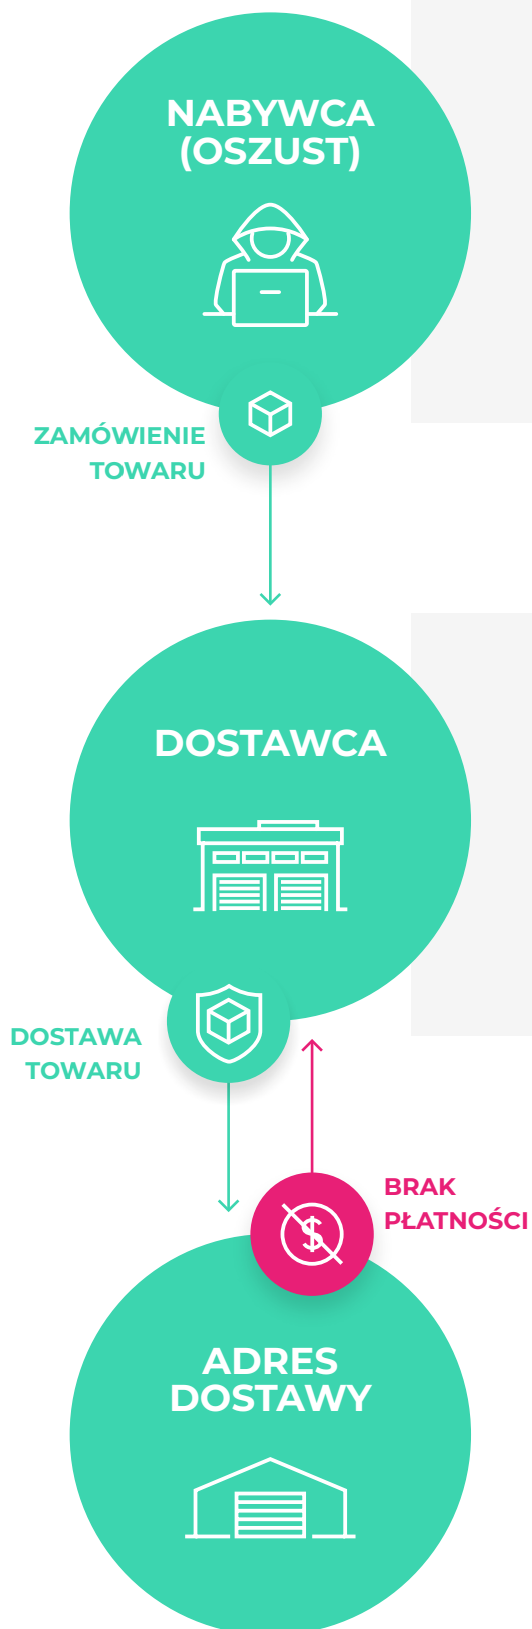 NABYWCA
(OSZUST)
ZAMÓWIENIE
TOWARU
DOSTAWCA
DOSTAWA
TOWARU
BRAK
PŁATNOŚCI
$
ADRES
DOSTAWY